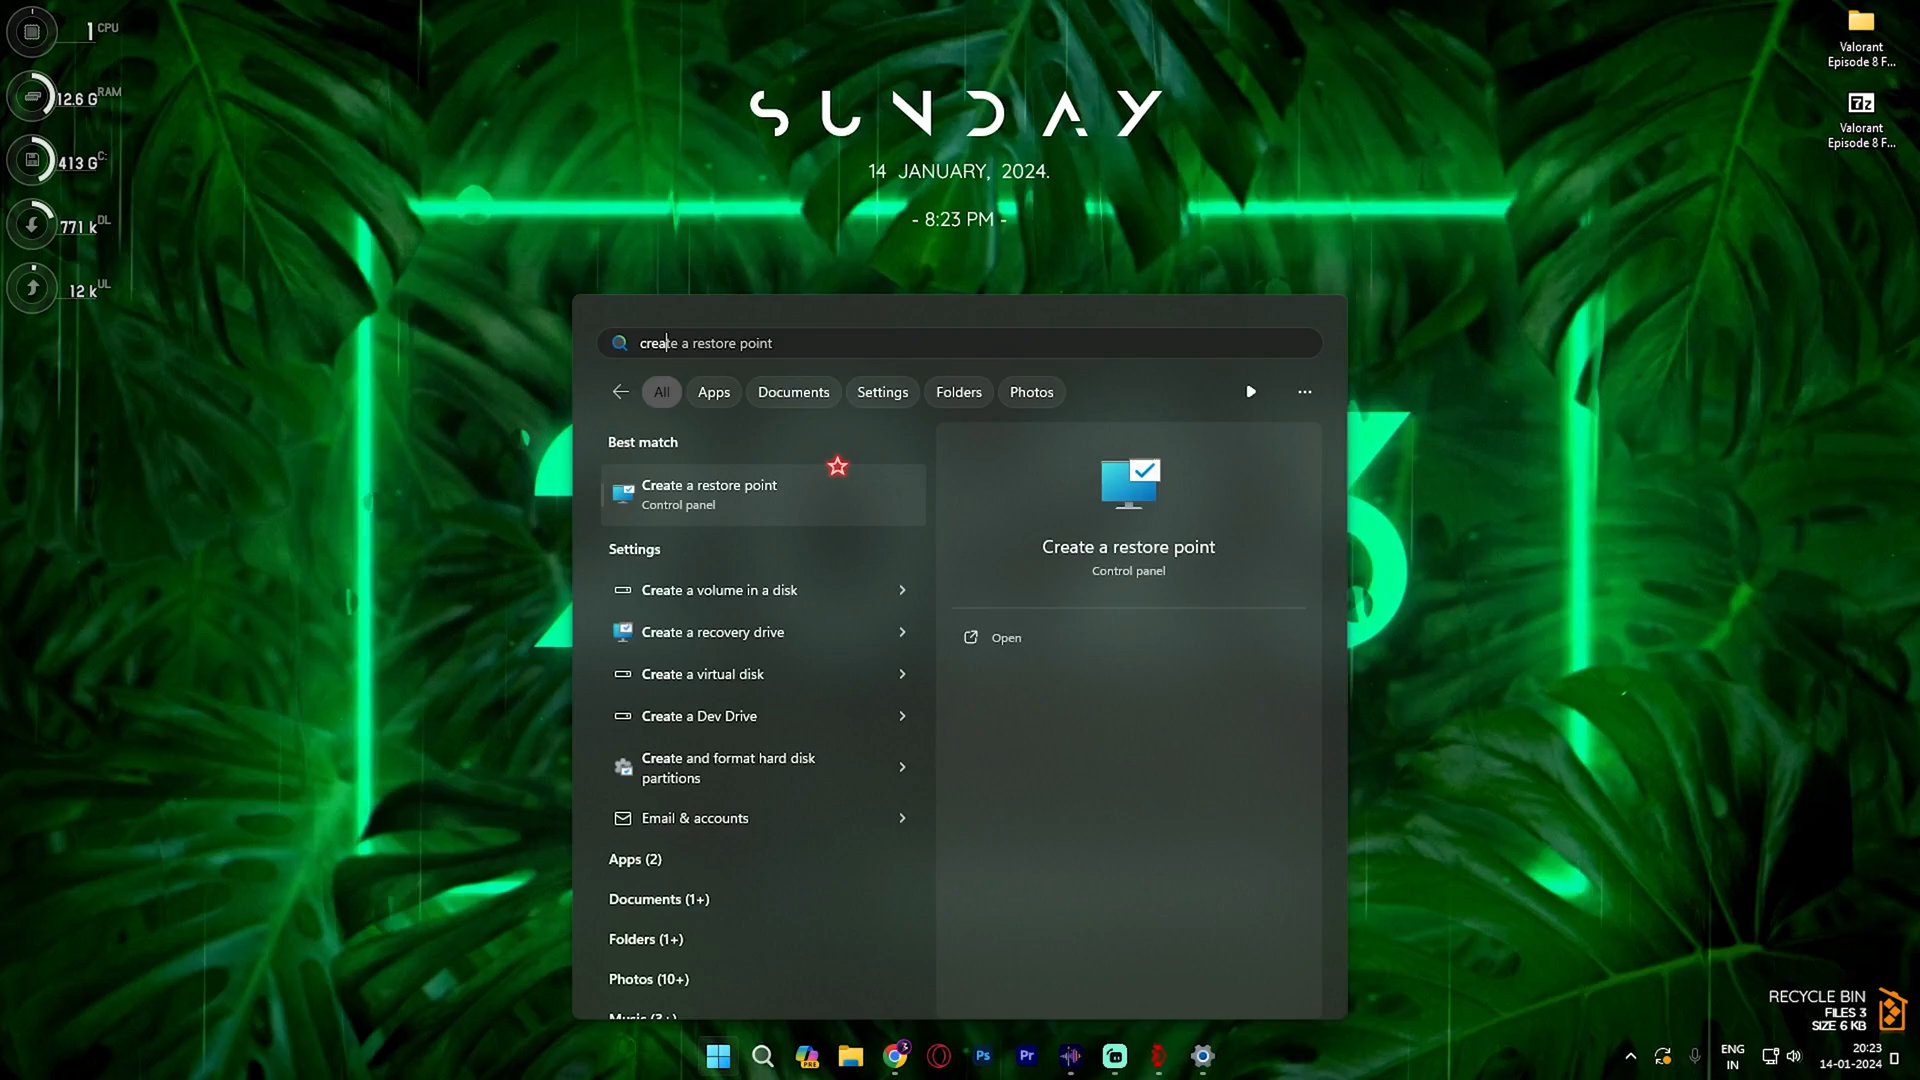 1 CPU
12.6 G RAM
413 G C:
771 k DL
12 k UL
SUNDAY
14 JANUARY, 2024.
- 8:23 PM -
Valorant
Episode 8 F...
7z
Valorant
Episode 8 F...
create a restore point
All Apps Documents Settings Folders Photos
Best match
Create a restore point
Control panel
Settings
Create a volume in a disk
Create a recovery drive
Create a virtual disk
Create a Dev Drive
Create and format hard disk
partitions
Email & accounts
Apps (2)
Documents (1+)
Folders (1+)
Photos (10+)
Music (3+)
Create a restore point
Control panel
Open
RECYCLE BIN
FILES 3
SIZE 6 KB
PRE
3
Ps
Pr
ENG
IN
20:23
14-01-2024